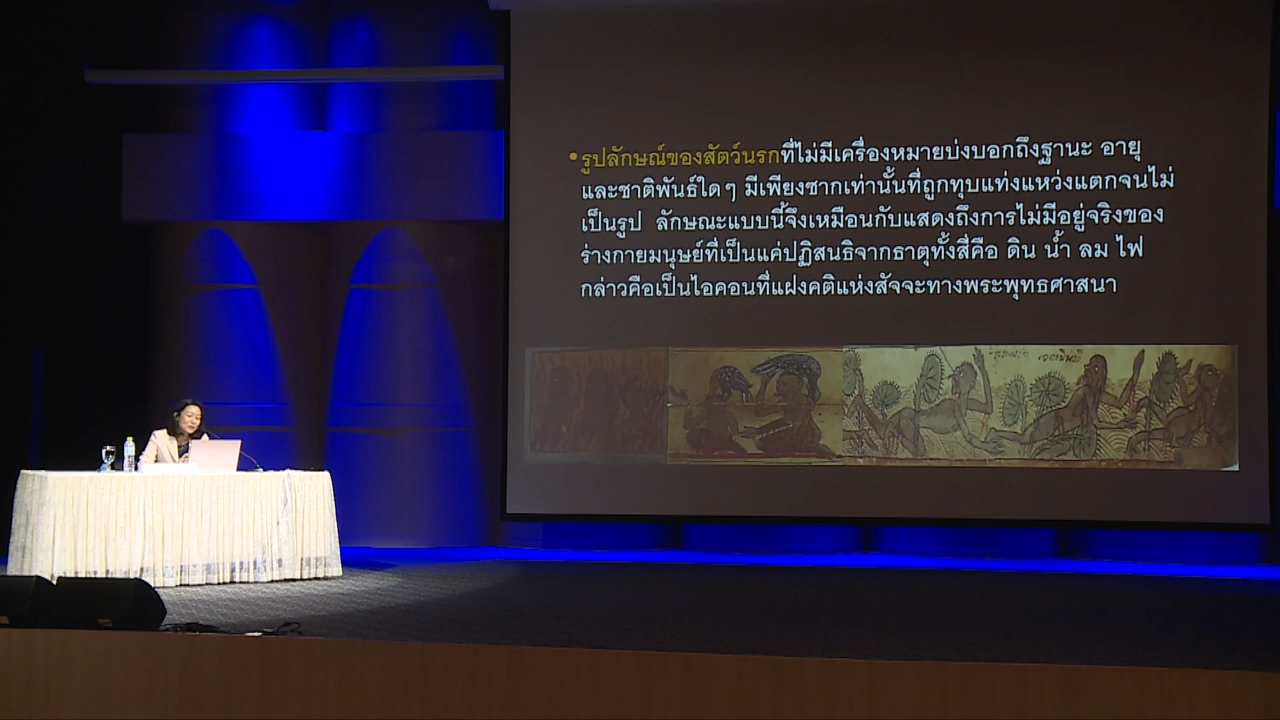 •รูปลักษณ์ของสัตว์นรกที่ไม่มีเครื่องหมายบ่งบอกถึงฐานะ อายุ
และชาติพันธ์ใดๆ มีเพียงซากเท่านั้นที่ถูกทุบแท่งแหว่งแตกจนไม่
เป็นรูป ลักษณะแบบนี้จึงเหมือนกับแสดงถึงการไม่มีอยู่จริงของ
ร่างกายมนุษย์ที่เป็นแค่ปฏิสนธิจากธาตุทั้งสี่คือ ดิน น้ำ ลม ไฟ
กล่าวคือเป็นไอคอนที่แฝงคติแห่งสัจจะทางพระพุทธศาสนา